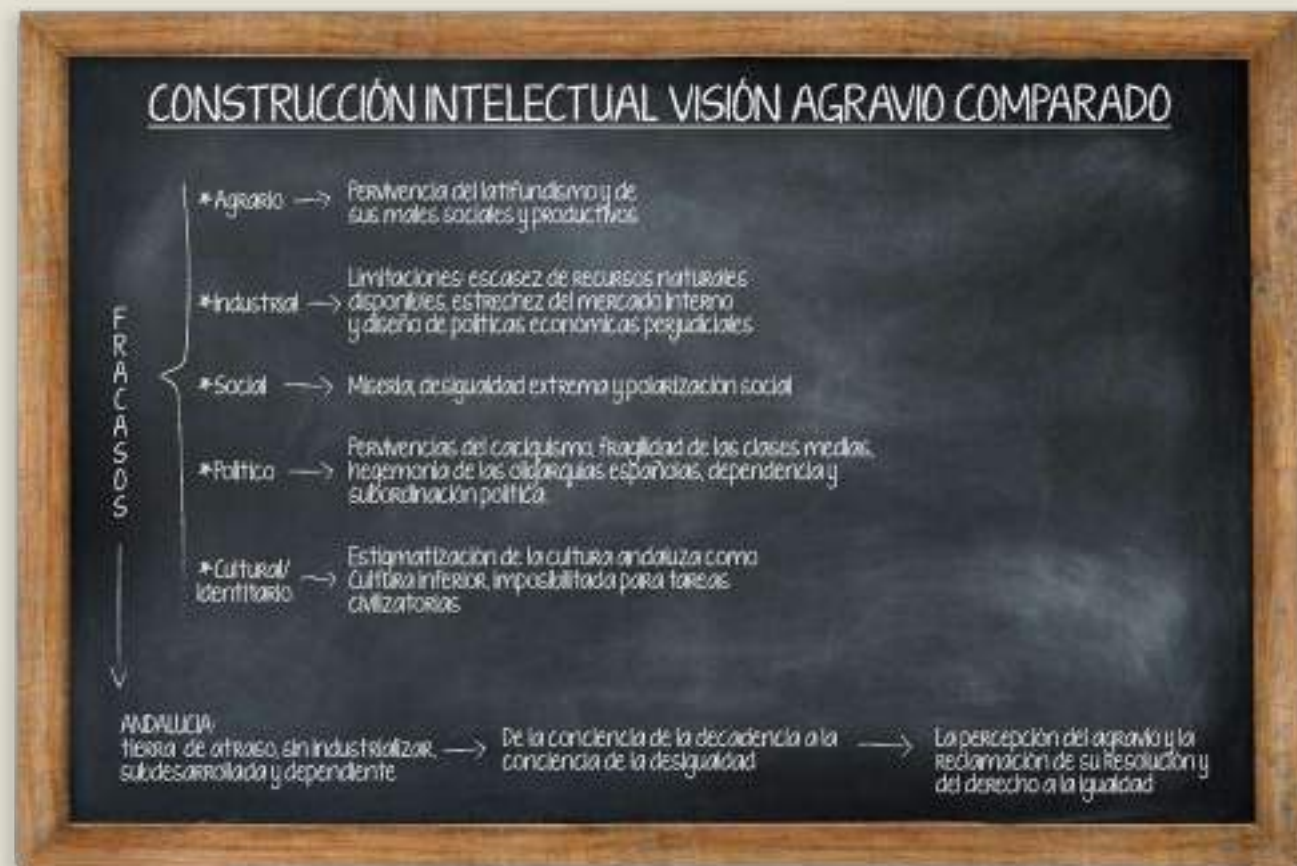 CONSTRUCCIÓN INTELECTUAL VISIÓN AGRAVIO COMPARADO
FRACASOS
*Agrario → Pervivencia del latifundismo y de
sus males sociales y productivos
*Industrial → Limitaciones: escasez de recursos naturales
disponibles, estrechez del mercado interno
y diseño de políticas económicas perjudiciales
*Social → Miseria, desigualdad extrema y polarización social
*Político → Pervivencias del caciquismo, fragilidad de las clases medias,
hegemonía de las oligarquías españolas, dependencia y
subordinación política.
*Cultural/
identitario → Estigmatización de la cultura andaluza como
Cultura inferior, imposibilitada para tareas
civilizatorias
ANDALUCIA:
tierra de atraso, sin industrializar,
subdesarrollada y dependiente →
De la conciencia de la decadencia a la
conciencia de la desigualdad →
La percepción del agravio y la
reclamación de su Resolución y
del derecho a la igualdad